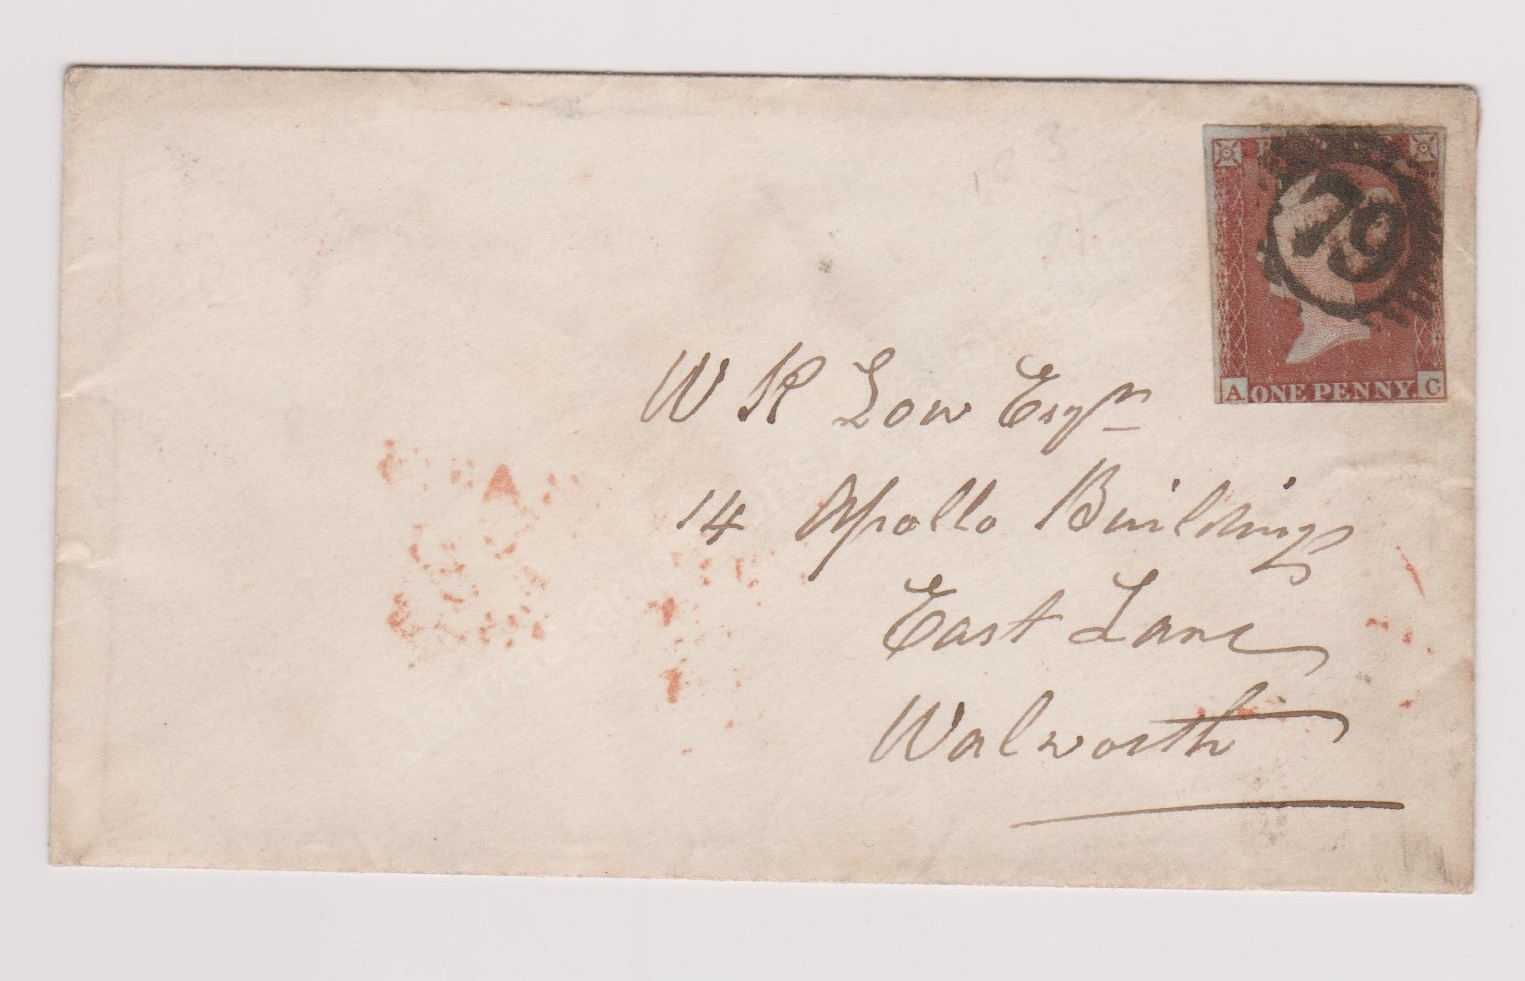 79
A ONE PENNY. C
W R Low Esqr
14 Apollo Buildings
East Lane
Walworth